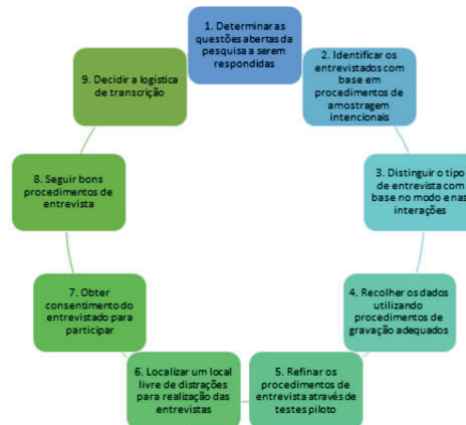 1. Determinar as
questões abertas da
pesquisa a serem
respondidas
2. Identificar os
entrevistados com
base em
procedimentos de
amostragem
intencionais
3. Distinguir o tipo
de entrevista com
base no modo e nas
interações
4. Recolher os dados
utilizando
procedimentos de
gravação adequados
5. Refinar os
procedimentos de
entrevista através de
testes piloto
6. Localizar um local
livre de distrações
para realização das
entrevistas
7. Obter
consentimento do
entrevistado para
participar
8. Seguir bons
procedimentos de
entrevista
9. Decidir a logística
de transcrição